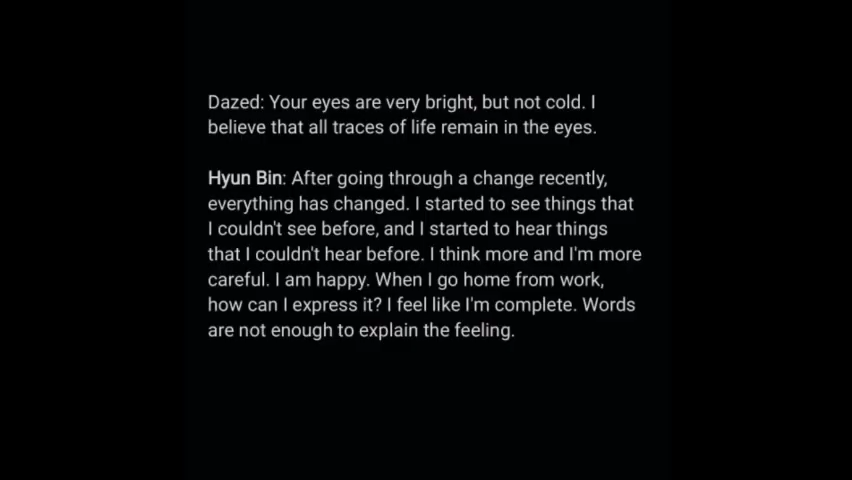 Dazed: Your eyes are very bright, but not cold. I
believe that all traces of life remain in the eyes.
Hyun Bin: After going through a change recently,
everything has changed. I started to see things that
I couldn't see before, and I started to hear things
that I couldn't hear before. I think more and I'm more
careful. I am happy. When I go home from work,
how can I express it? I feel like I'm complete. Words
are not enough to explain the feeling.